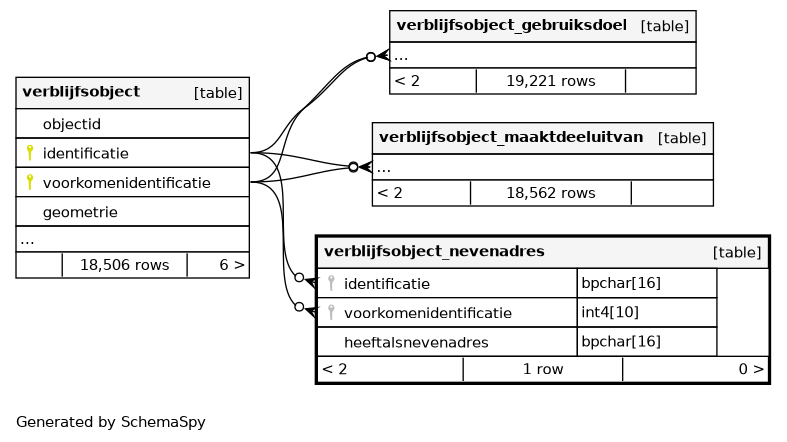 verblijfsobject_gebruiksdoel [table]
...
< 2 19,221 rows
verblijfsobject [table]
objectid
identificatie
voorkomenidentificatie
geometrie
...
18,506 rows 6 >
verblijfsobject_maaktdeeluitvan [table]
...
< 2 18,562 rows
verblijfsobject_nevenadres [table]
identificatie bpchar[16]
voorkomenidentificatie int4[10]
heeftalsnevenadres bpchar[16]
< 2 1 row 0 >
Generated by SchemaSpy